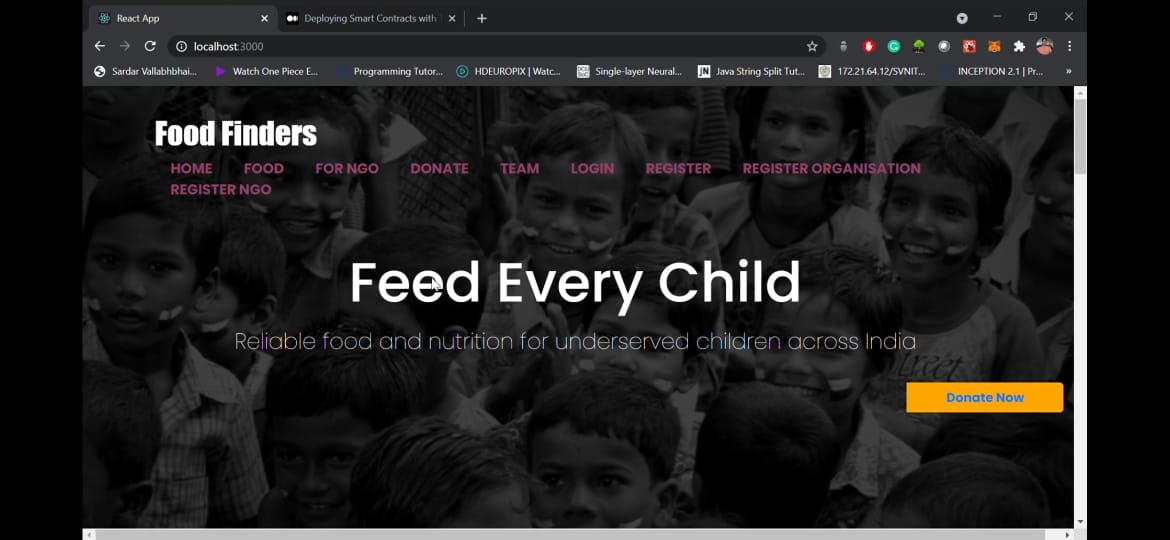 React App
Deploying Smart Contracts with
localhost:3000
Sardar Vallabhbhai...
Watch One Piece E...
Programming Tutor...
HDEUROPIX | Watc...
Single-layer Neural...
JN Java String Split Tut...
172.21.64.12/SVNIT...
INCEPTION 2.1 | Pr...
»
Food Finders
HOME FOOD FOR NGO DONATE TEAM LOGIN REGISTER REGISTER ORGANISATION
REGISTER NGO
Feed Every Child
Reliable food and nutrition for underserved children across India
Donate Now